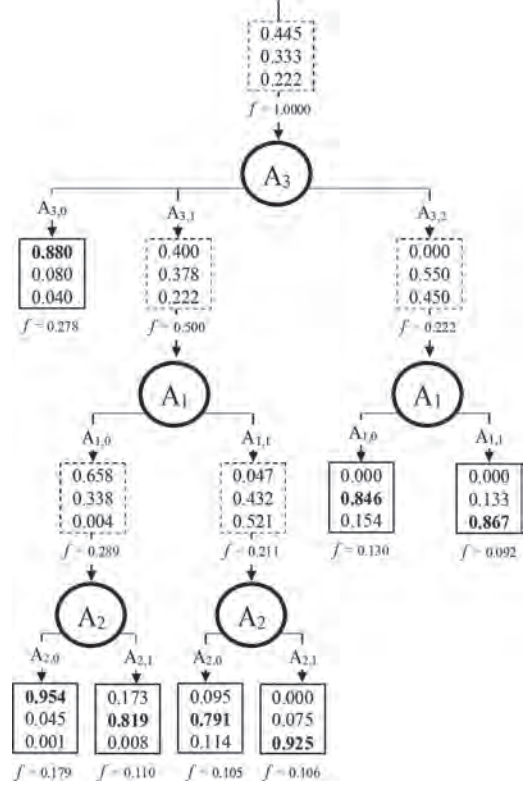 0.445
0.333
0.222
f = 1.0000
A3
A3,0
A3,1
A3,2
0.880
0.080
0.040
f = 0.278
0.400
0.378
0.222
f = 0.500
0.000
0.550
0.450
f = 0.222
A1
A1
A1,0
A1,1
A1,0
A1,1
0.658
0.338
0.004
f = 0.289
0.047
0.432
0.521
f = 0.211
0.000
0.846
0.154
f = 0.130
0.000
0.133
0.867
f = 0.092
A2
A2
A2,0
A2,1
A2,0
A2,1
0.954
0.045
0.001
f = 0.179
0.173
0.819
0.008
f = 0.110
0.095
0.791
0.114
f = 0.105
0.000
0.075
0.925
f = 0.106